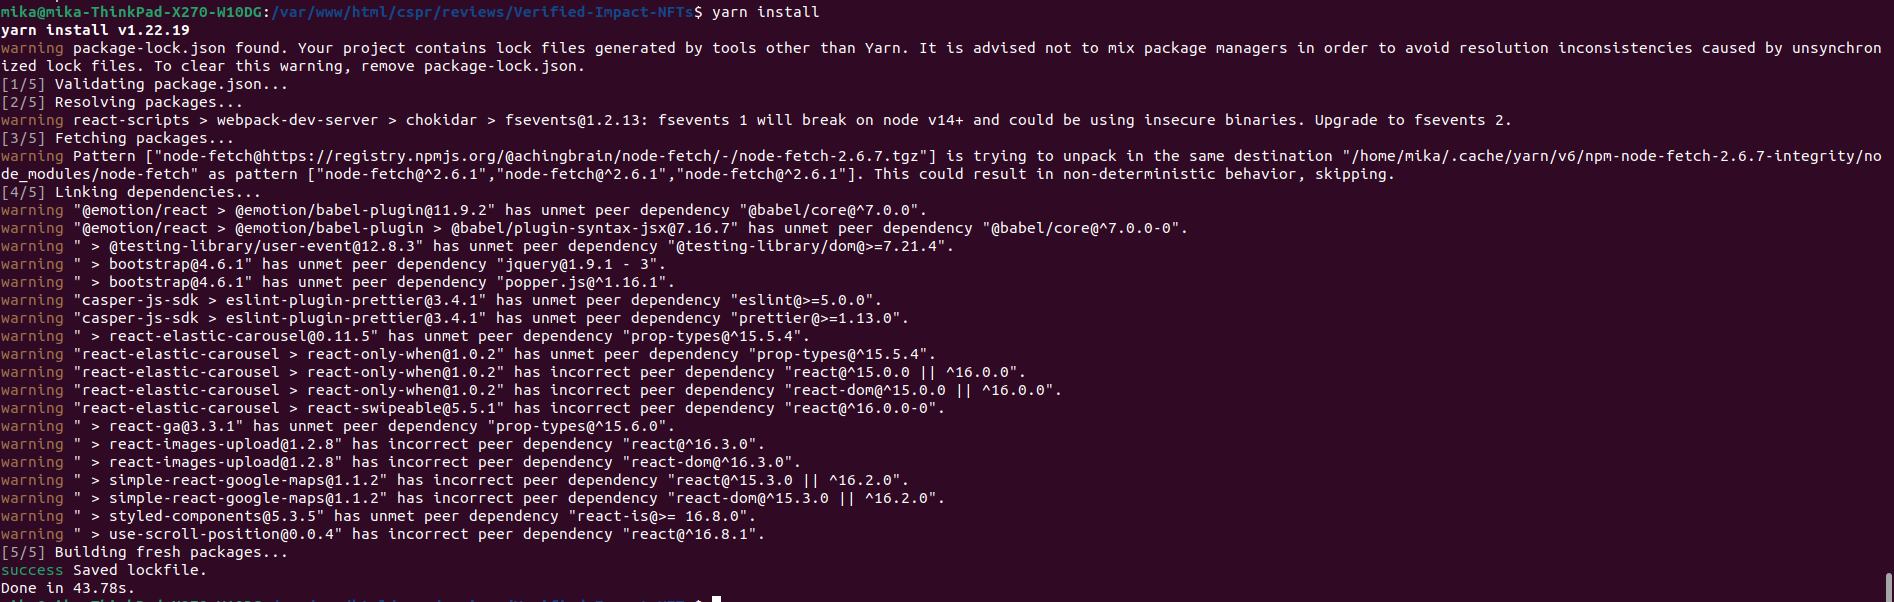 mika@mika-ThinkPad-X270-W10DG:/var/www/html/cspr/reviews/Verified-Impact-NFTs$ yarn install
yarn install v1.22.19
warning package-lock.json found. Your project contains lock files generated by tools other than Yarn. It is advised not to mix package managers in order to avoid resolution inconsistencies caused by unsynchron
ized lock files. To clear this warning, remove package-lock.json.
[1/5] Validating package.json...
[2/5] Resolving packages...
warning react-scripts > webpack-dev-server > chokidar > fsevents@1.2.13: fsevents 1 will break on node v14+ and could be using insecure binaries. Upgrade to fsevents 2.
[3/5] Fetching packages...
warning Pattern ["node-fetch@https://registry.npmjs.org/@achingbrain/node-fetch/-/node-fetch-2.6.7.tgz"] is trying to unpack in the same destination "/home/mika/.cache/yarn/v6/npm-node-fetch-2.6.7-integrity/no
de_modules/node-fetch" as pattern ["node-fetch@^2.6.1","node-fetch@^2.6.1","node-fetch@^2.6.1"]. This could result in non-deterministic behavior, skipping.
[4/5] Linking dependencies...
warning "@emotion/react > @emotion/babel-plugin@11.9.2" has unmet peer dependency "@babel/core@^7.0.0".
warning "@emotion/react > @emotion/babel-plugin > @babel/plugin-syntax-jsx@7.16.7" has unmet peer dependency "@babel/core@^7.0.0-0".
warning " > @testing-library/user-event@12.8.3" has unmet peer dependency "@testing-library/dom@>=7.21.4".
warning " > bootstrap@4.6.1" has unmet peer dependency "jquery@1.9.1 - 3".
warning " > bootstrap@4.6.1" has unmet peer dependency "popper.js@^1.16.1".
warning "casper-js-sdk > eslint-plugin-prettier@3.4.1" has unmet peer dependency "eslint@>=5.0.0".
warning "casper-js-sdk > eslint-plugin-prettier@3.4.1" has unmet peer dependency "prettier@>=1.13.0".
warning " > react-elastic-carousel@0.11.5" has unmet peer dependency "prop-types@^15.5.4".
warning "react-elastic-carousel > react-only-when@1.0.2" has unmet peer dependency "prop-types@^15.5.4".
warning "react-elastic-carousel > react-only-when@1.0.2" has incorrect peer dependency "react@^15.0.0 || ^16.0.0".
warning "react-elastic-carousel > react-only-when@1.0.2" has incorrect peer dependency "react-dom@^15.0.0 || ^16.0.0".
warning "react-elastic-carousel > react-swipeable@5.5.1" has incorrect peer dependency "react@^16.0.0-0".
warning " > react-ga@3.3.1" has unmet peer dependency "prop-types@^15.6.0".
warning " > react-images-upload@1.2.8" has incorrect peer dependency "react@^16.3.0".
warning " > react-images-upload@1.2.8" has incorrect peer dependency "react-dom@^16.3.0".
warning " > simple-react-google-maps@1.1.2" has incorrect peer dependency "react@^15.3.0 || ^16.2.0".
warning " > simple-react-google-maps@1.1.2" has incorrect peer dependency "react-dom@^15.3.0 || ^16.2.0".
warning " > styled-components@5.3.5" has unmet peer dependency "react-is@>= 16.8.0".
warning " > use-scroll-position@0.0.4" has incorrect peer dependency "react@^16.8.1".
[5/5] Building fresh packages...
success Saved lockfile.
Done in 43.78s.